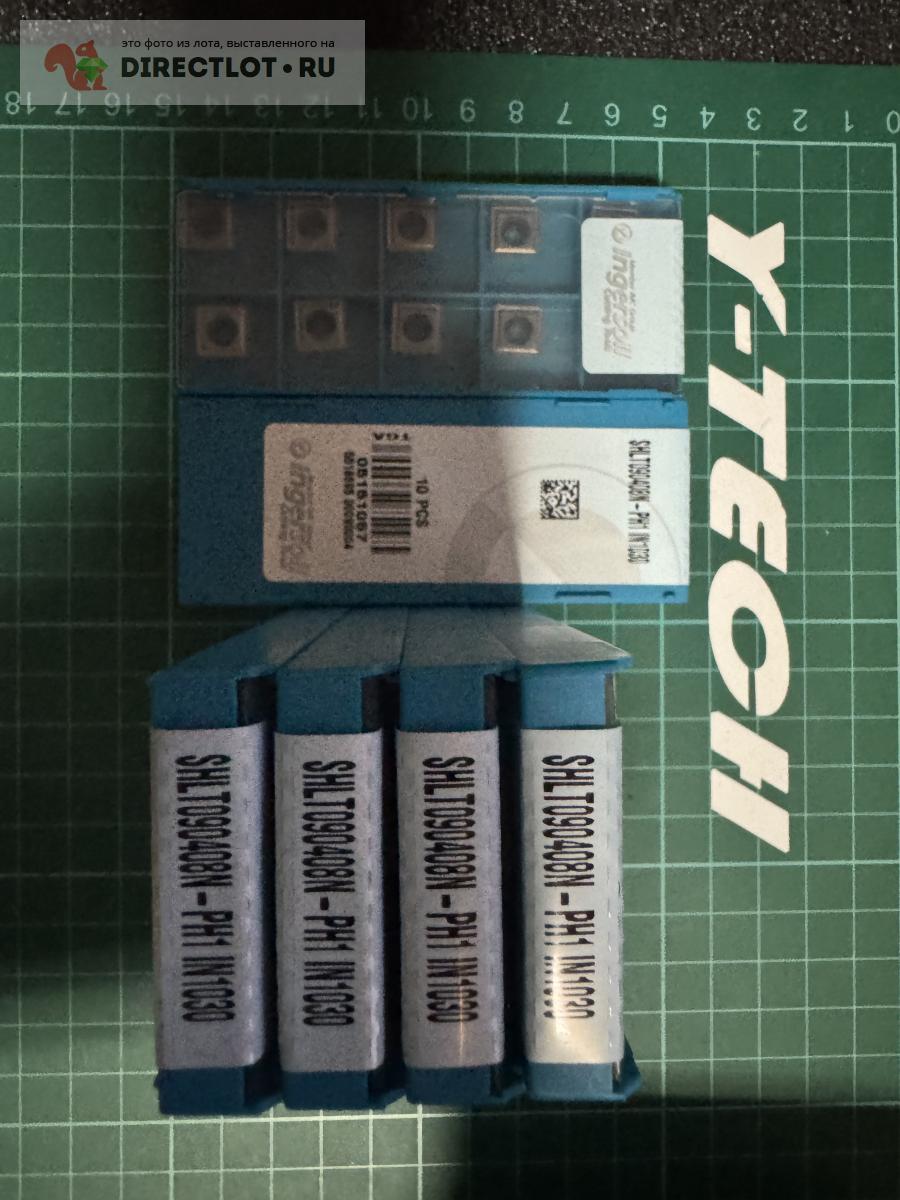 это фото из лота, выставленного на
DIRECTLOT•RU
18 17 16 15 14 13 12 11 10 9 8 7 6 5 4 3 2 1 0
Y-TECH
Ingersoll
SHLT090408N-PH1 IN1030
10 PCS
05151067
Ingersoll
SHLT090408N-PH1 IN1030
SHLT090408N-PH1 IN1030
SHLT090408N-PH1 IN1030
SHLT090408N-PH1 IN1030